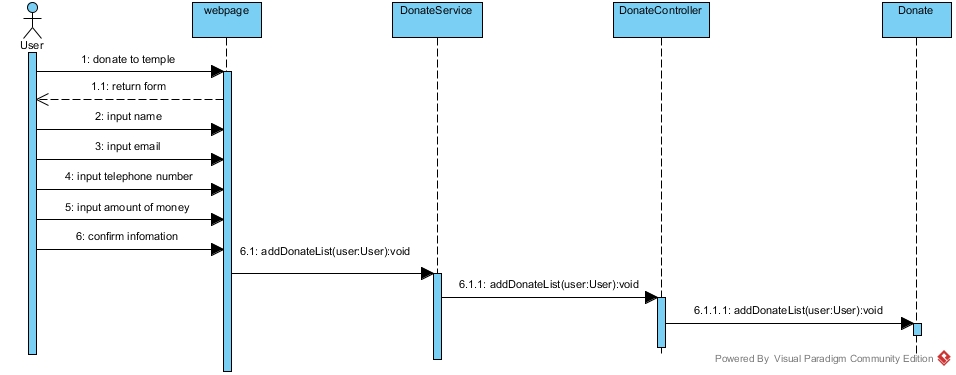 webpage
DonateService
DonateController
Donate
User
1: donate to temple
1.1: return form
2: input name
3: input email
4: input telephone number
5: input amount of money
6: confirm infomation
6.1: addDonateList(user:User):void
6.1.1: addDonateList(user:User):void
6.1.1.1: addDonateList(user:User):void
Powered By Visual Paradigm Community Edition